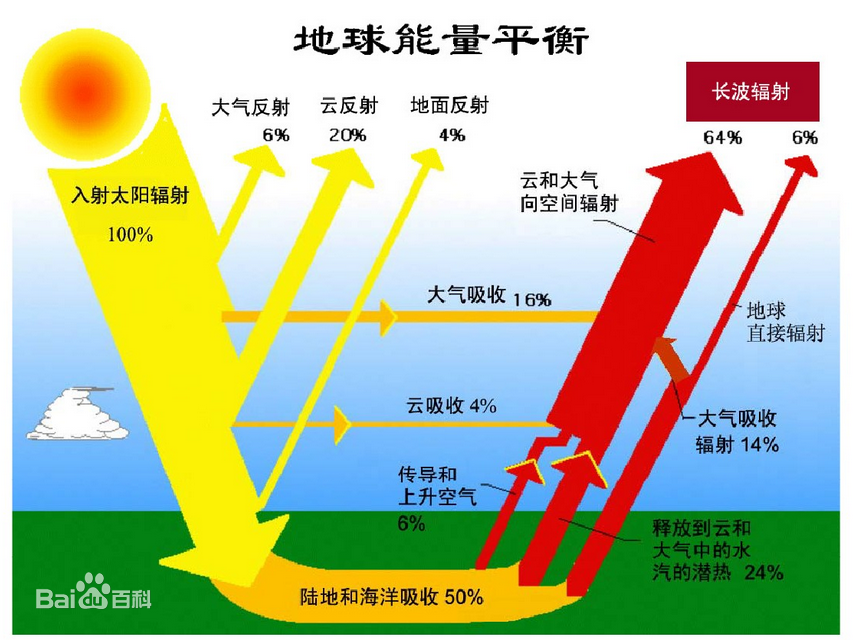 地球能量平衡
大气反射
6%
云反射
20%
地面反射
4%
长波辐射
64%
6%
入射太阳辐射
100%
云和大气
向空间辐射
大气吸收 16%
地球
直接辐射
云吸收 4%
大气吸收
辐射 14%
传导和
上升空气
6%
释放到云和
大气中的水
汽的潜热 24%
陆地和海洋吸收 50%
Bai du 百科